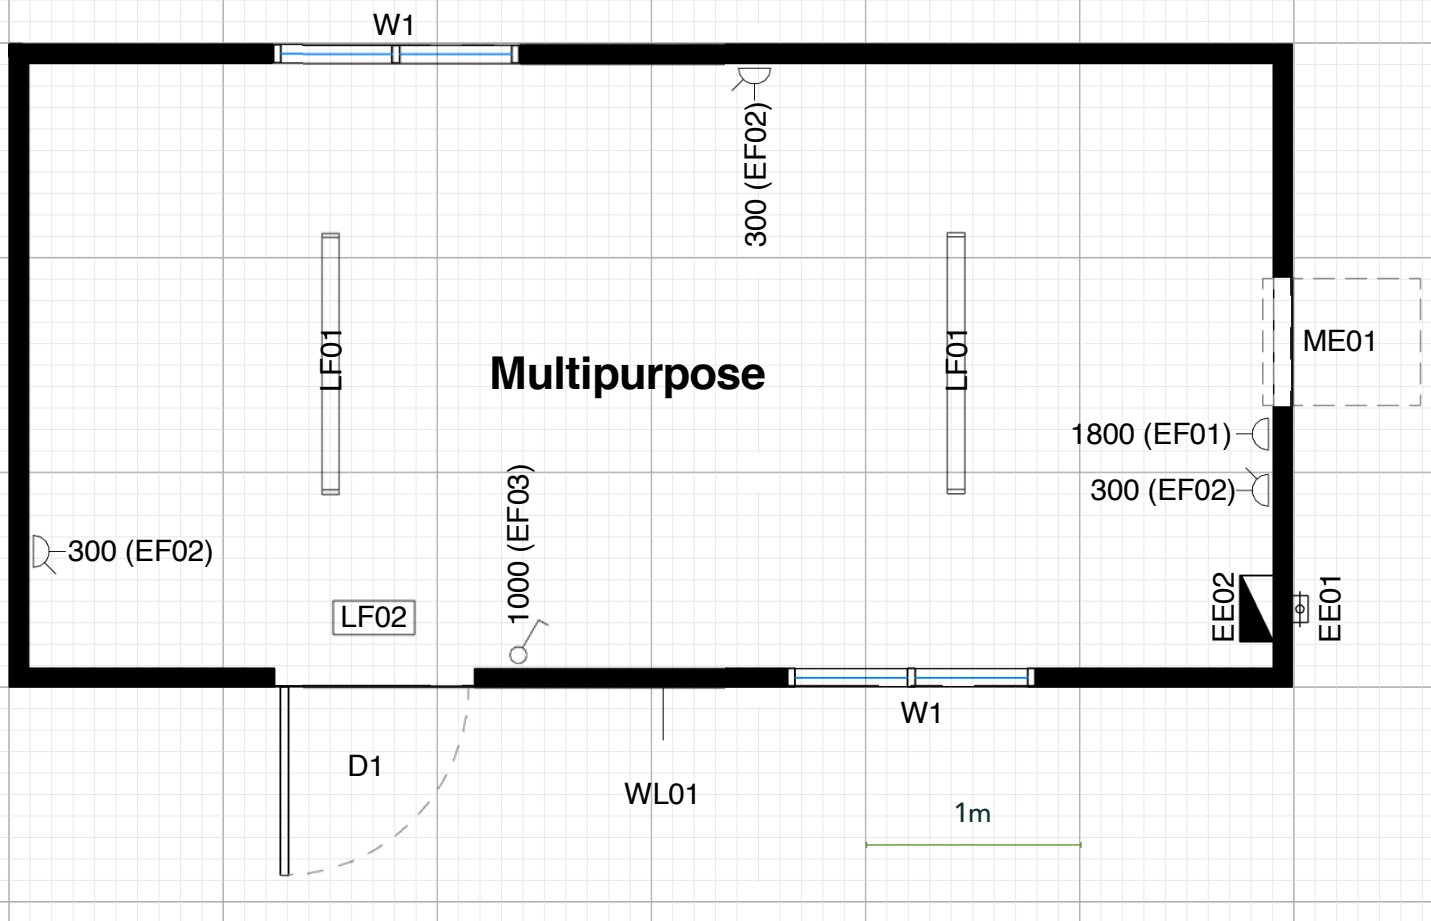 W1
300 (EF02)
LF01
LF01
Multipurpose
ME01
1800 (EF01)
300 (EF02)
1000 (EF03)
300 (EF02)
LF02
EE02
EE01
W1
D1
WL01
1m